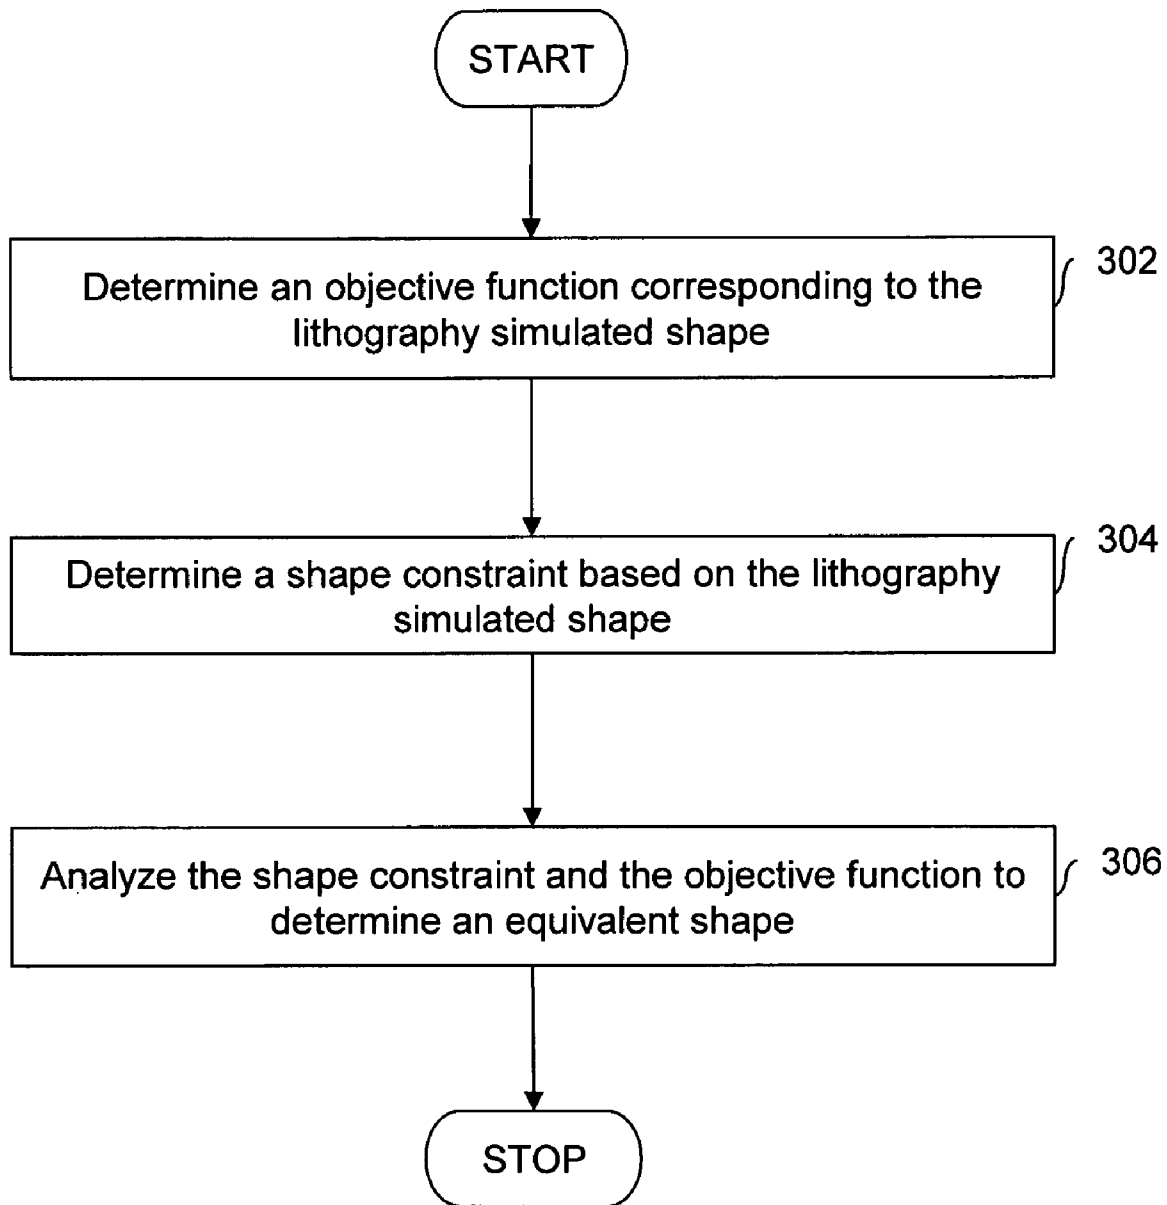 START
Determine an objective function corresponding to the
lithography simulated shape
302
Determine a shape constraint based on the lithography
simulated shape
304
Analyze the shape constraint and the objective function to
determine an equivalent shape
306
STOP